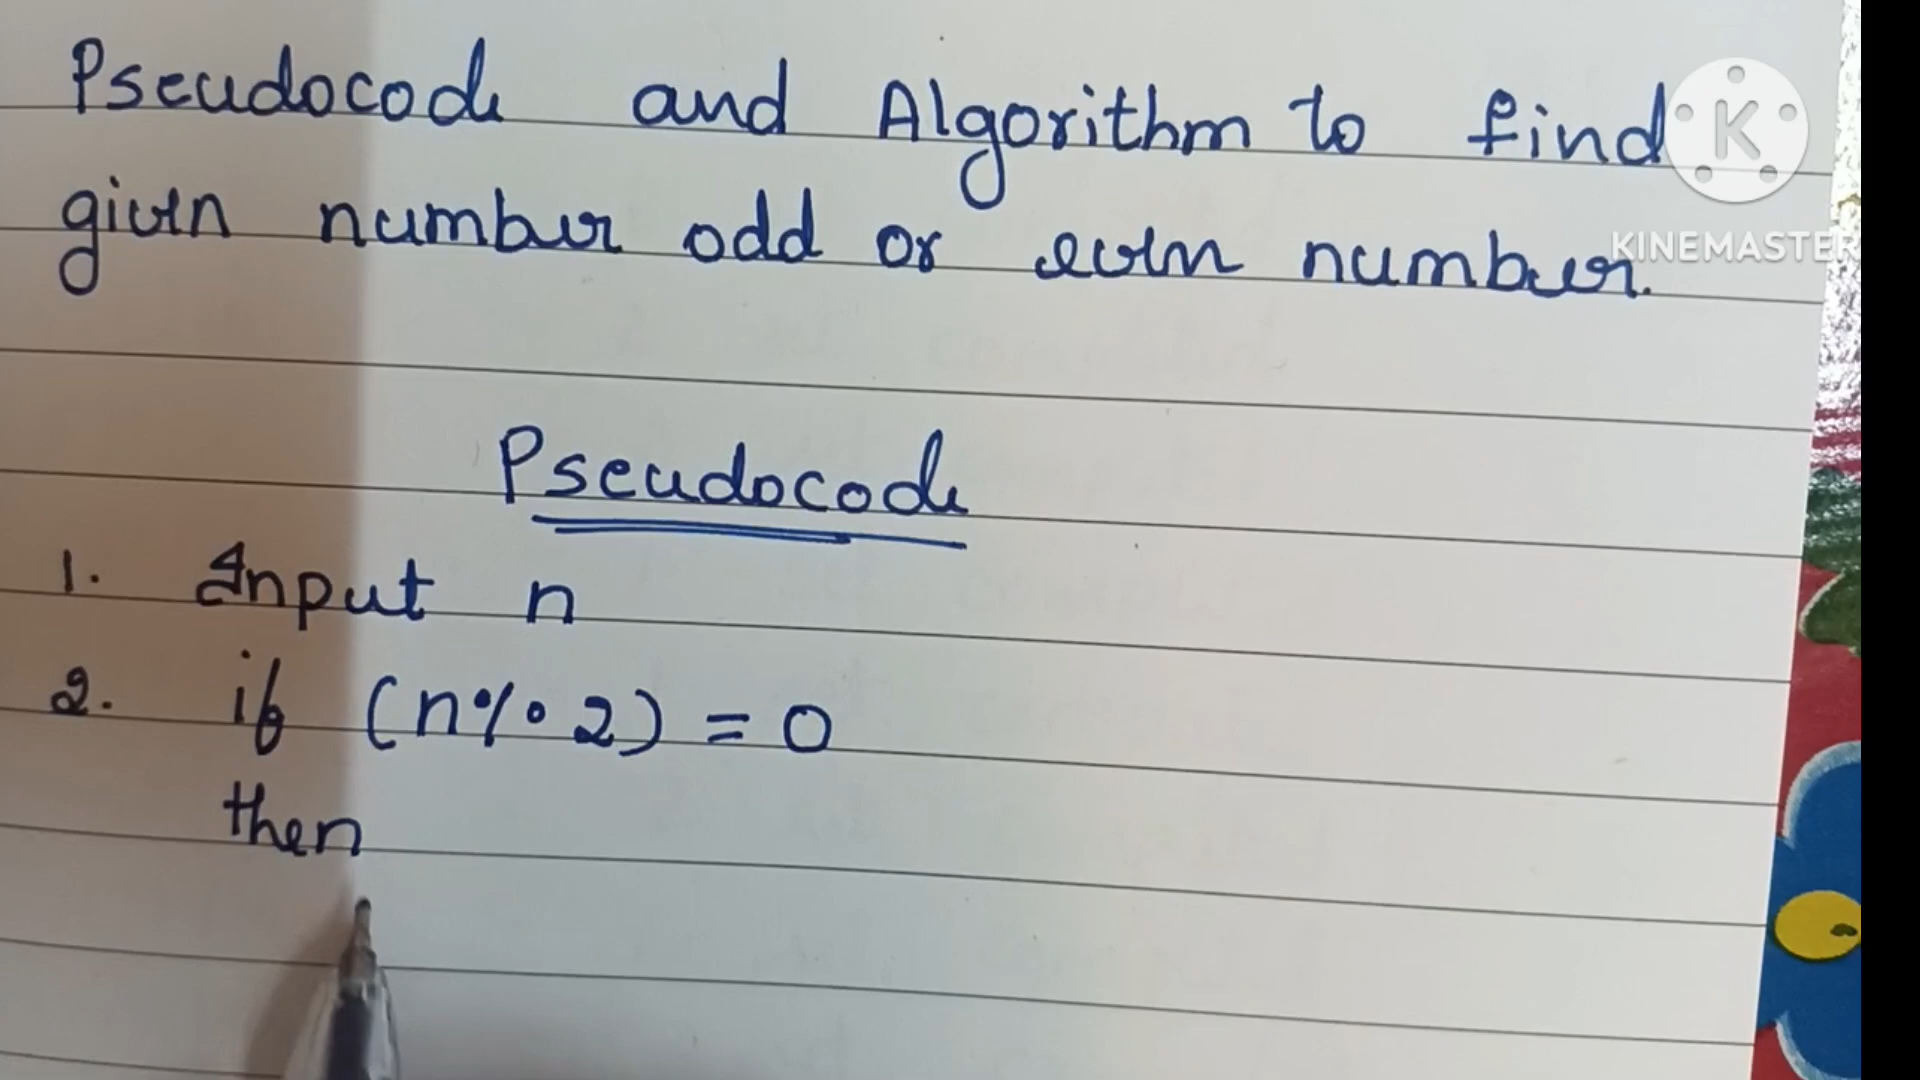 Pseudocode and Algorithm to find
given number odd or even number.
K
KINEMASTER
Pseudocode
1. Input n
2. if (n%2) = 0
then